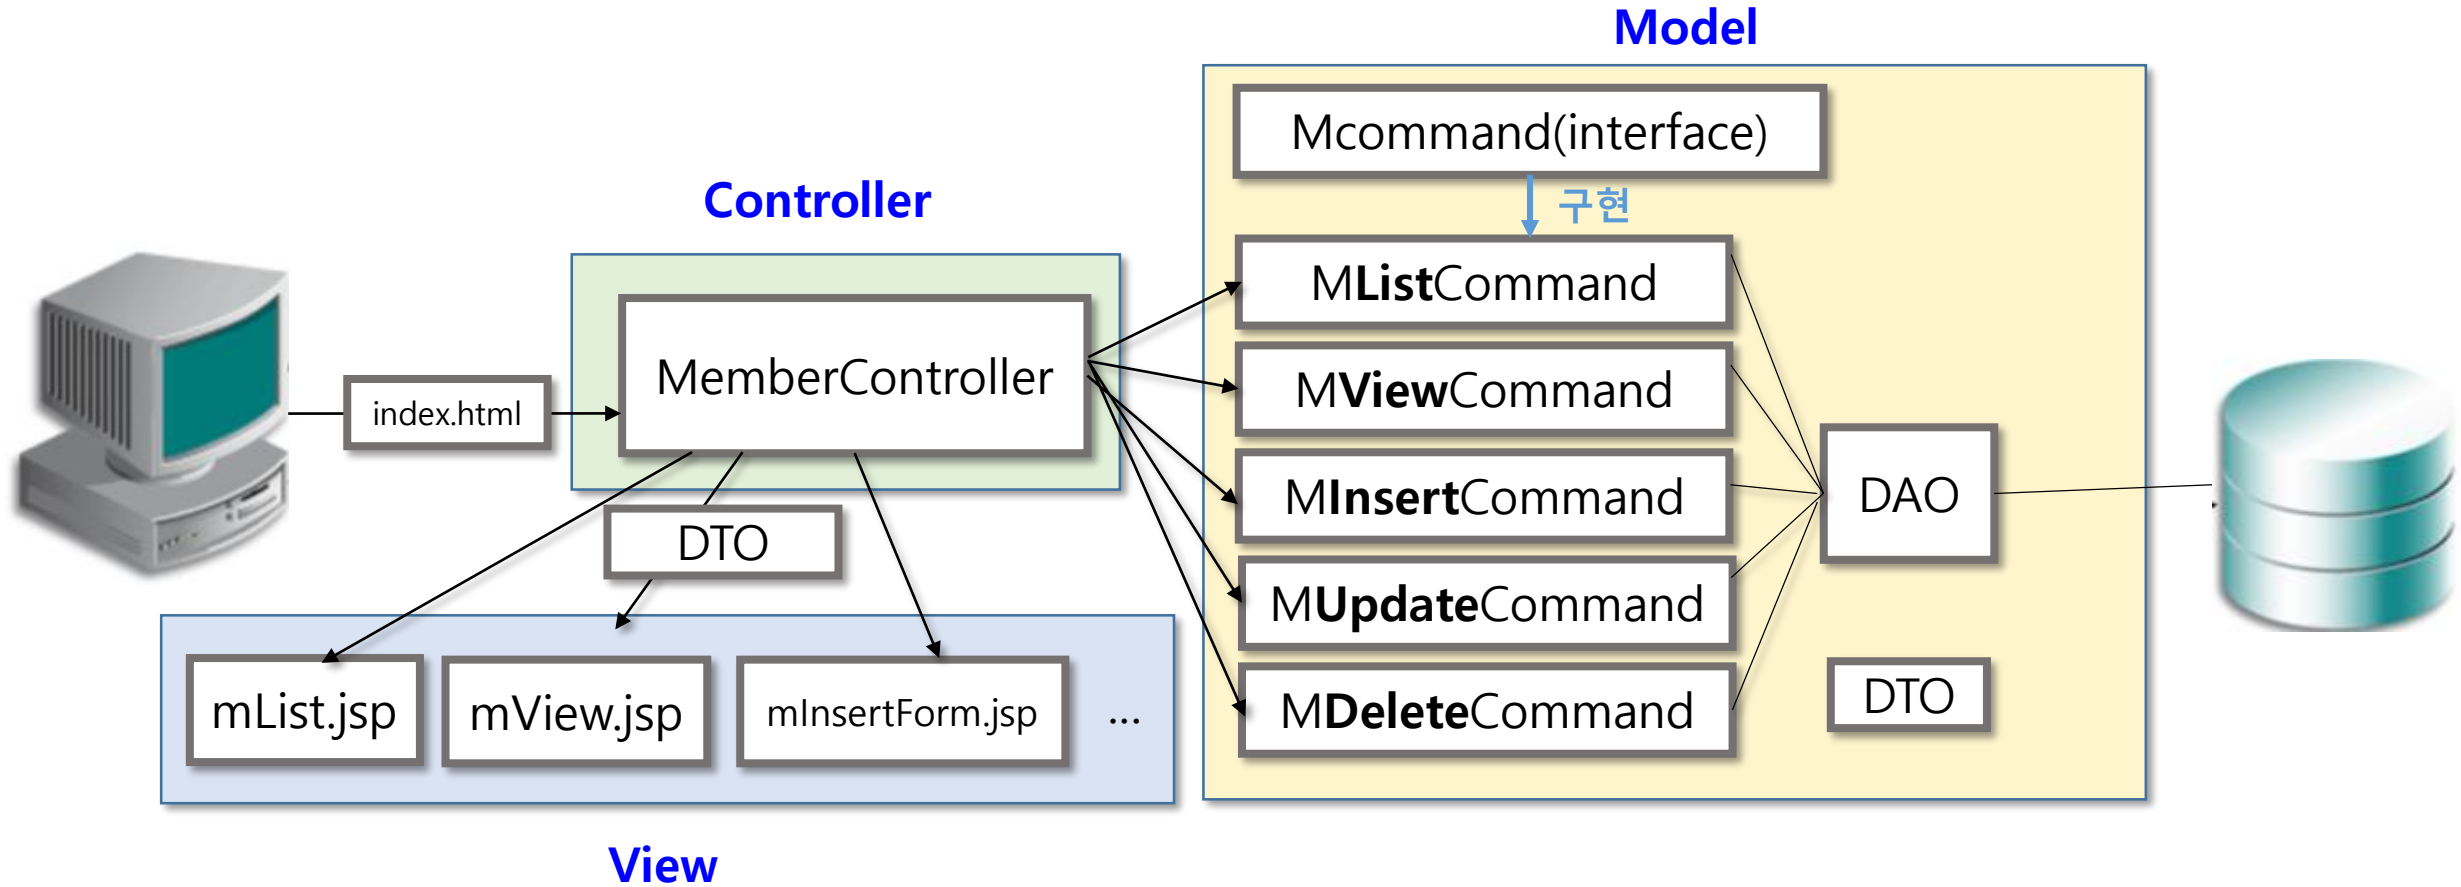 Model
Mcommand(interface)
구현
Controller
MListCommand
MemberController
MViewCommand
index.html
MInsertCommand
DAO
DTO
MUpdateCommand
mList.jsp
mView.jsp
mInsertForm.jsp
...
MDeleteCommand
DTO
View